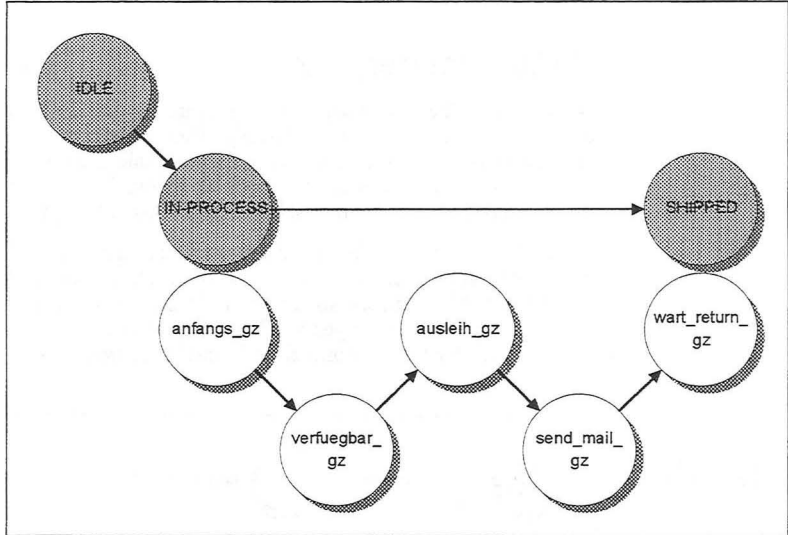 IDLE
IN-PROCESS
SHIPPED
anfangs_gz
ausleih_gz
wart_return_
gz
verfuegbar_
gz
send_mail_
gz